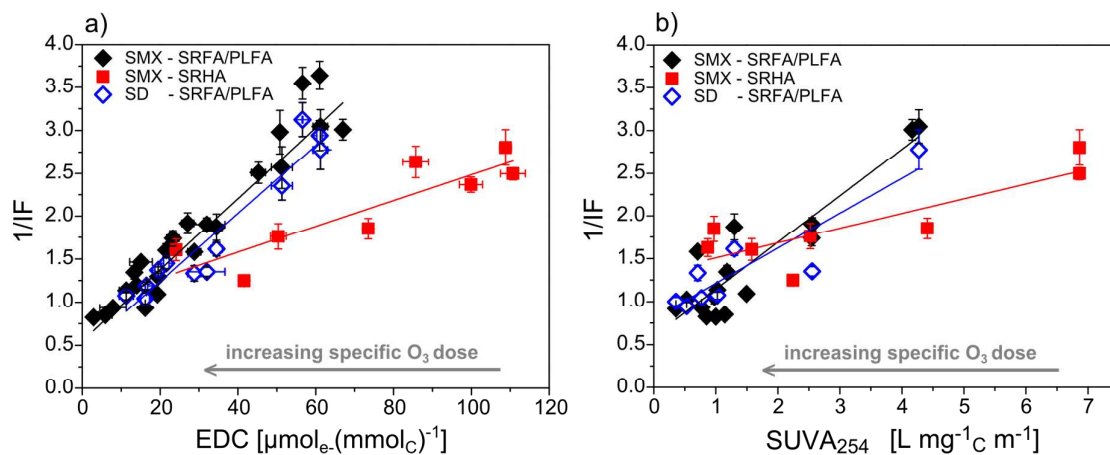 a)
4.0
3.5
3.0
2.5
2.0
1.5
1.0
0.5
0.0
1/IF
SMX - SRFA/PLFA
SMX - SRHA
SD - SRFA/PLFA
increasing specific O₃ dose
0 20 40 60 80 100 120
EDC [µmolₑ₋(mmol_C)⁻¹]
b)
4.0
3.5
3.0
2.5
2.0
1.5
1.0
0.5
0.0
1/IF
SMX - SRFA/PLFA
SMX - SRHA
SD - SRFA/PLFA
increasing specific O₃ dose
0 1 2 3 4 5 6 7
SUVA₂₅₄ [L mg⁻¹C m⁻¹]